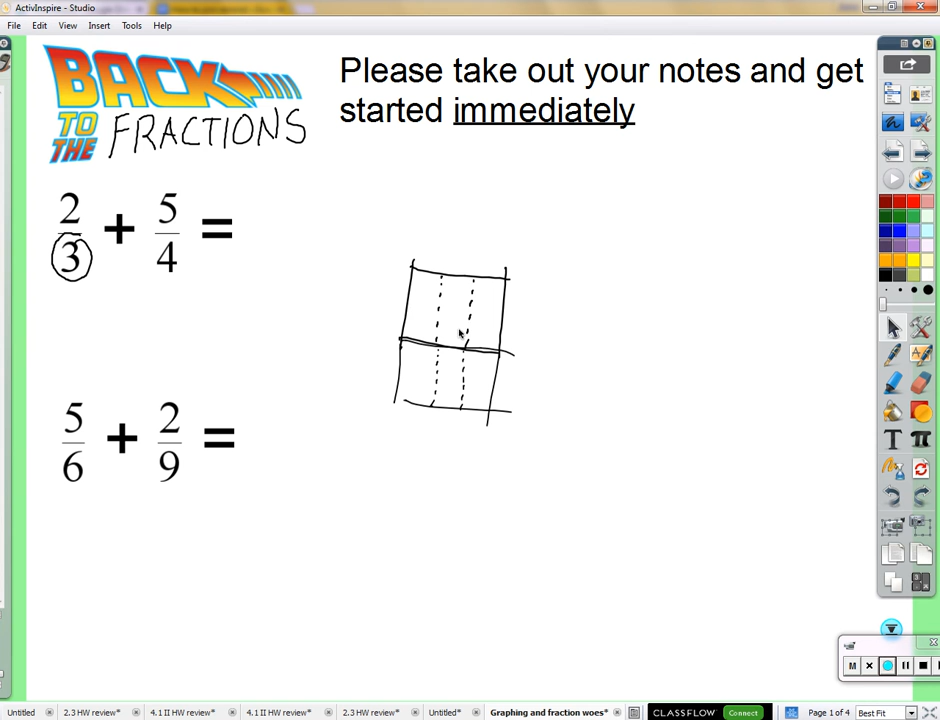 ActivInspire - Studio
File Edit View Insert Tools Help
BACK
TO
THE FRACTIONS
Please take out your notes and get
started immediately
2/3 + 5/4 =
5/6 + 2/9 =
M
Untitled 2.3 HW review* 4.1 II HW review* 4.1 II HW review* 2.3 HW review* Untitled* Graphing and fraction woes* CLASSFLOW Connect Page 1 of 4 Best Fit